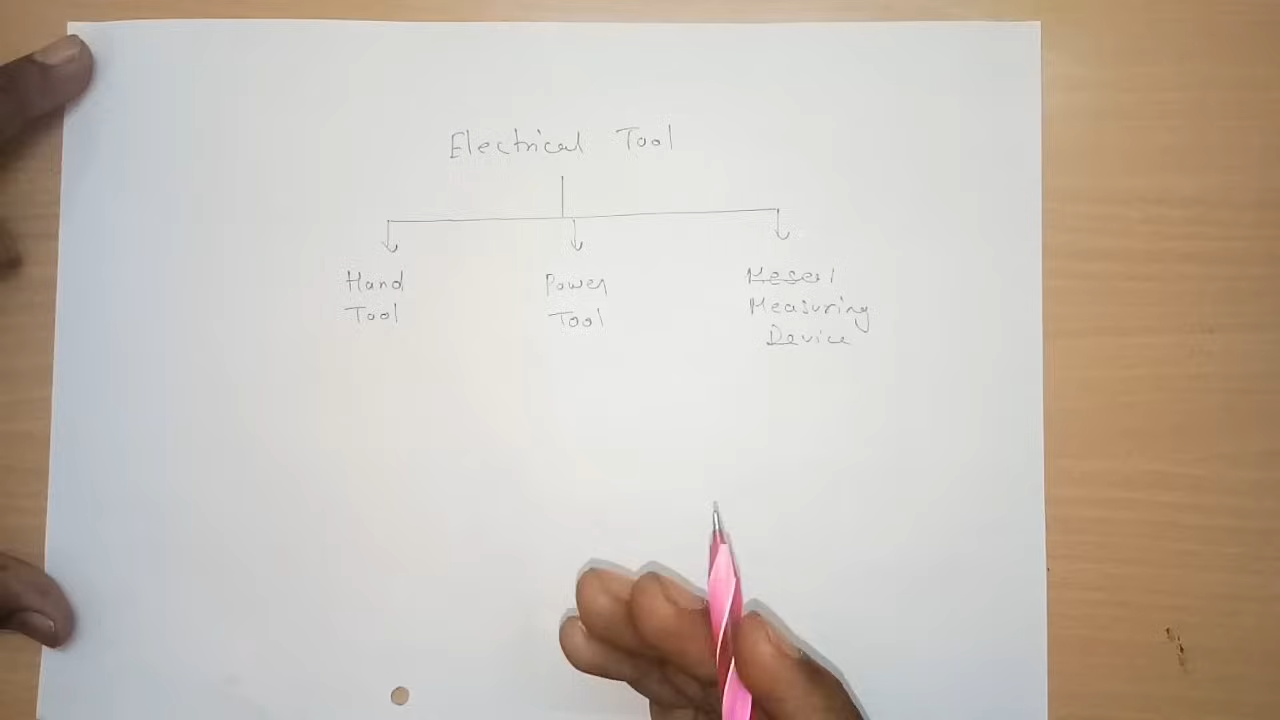 Electrical Tool
Hand
Tool
Power
Tool
Measuring
Device